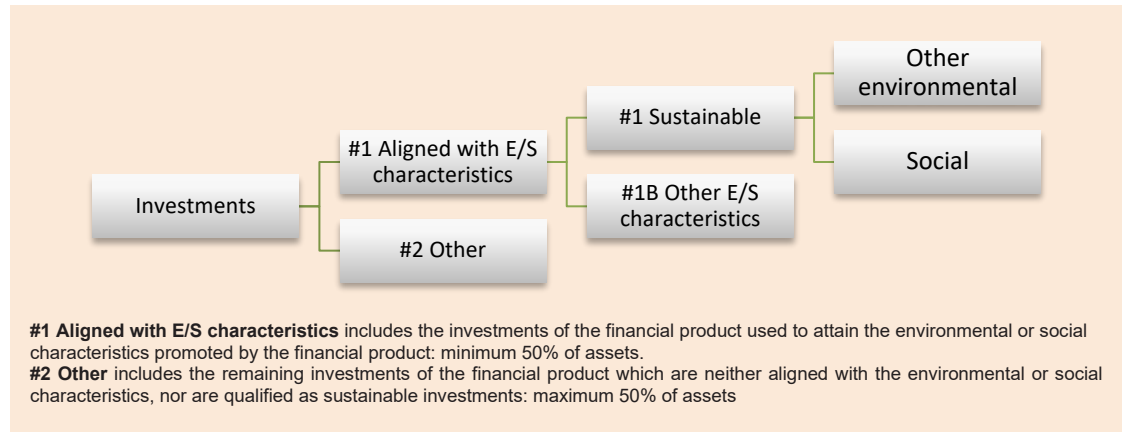 Other
environmental
#1 Sustainable
#1 Aligned with E/S
characteristics
Social
Investments
#1B Other E/S
characteristics
#2 Other
#1 Aligned with E/S characteristics includes the investments of the financial product used to attain the environmental or social
characteristics promoted by the financial product: minimum 50% of assets.
#2 Other includes the remaining investments of the financial product which are neither aligned with the environmental or social
characteristics, nor are qualified as sustainable investments: maximum 50% of assets